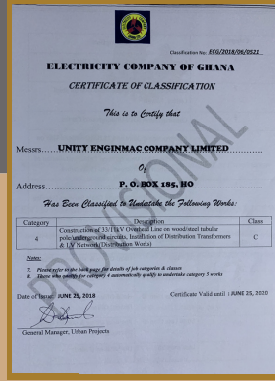 Classification No: ECG/2018/06/0521
ELECTRICITY COMPANY OF GHANA
CERTIFICATE OF CLASSIFICATION
This is to Certify that
Messrs......UNITY ENGINMAC COMPANY LIMITED
Of
Address......P. O. BOX 185, HO
Has Been Classified to Undertake the Following Works:
Category Description Class
4 Construction of 33/11kV Overhead Line on wood/steel tubule pole/underground circuits, Instalation of Distribution Transformers & LV Network(Distribution Works) C
Notes:
7. Please refer to the back page for details of job categories & classes
8. Those who qualify for category 4 automatically qualify to undertake category 5 works
Date of Issue: JUNE 25, 2018 Certificate Valid until : JUNE 25, 2020
General Manager, Urban Projects
PROVISIONAL